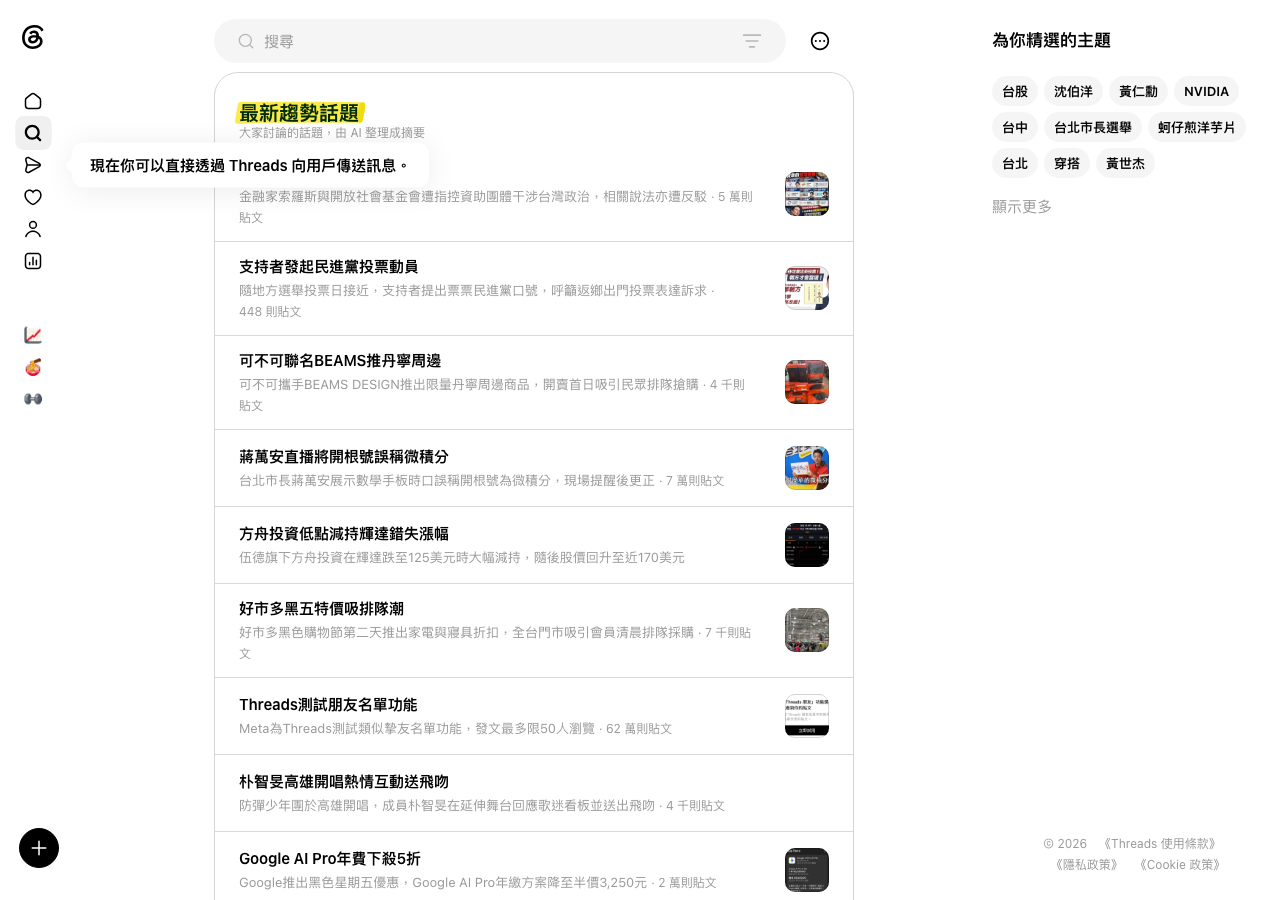 搜尋
最新趨勢話題
大家討論的話題，由 AI 整理成摘要
現在你可以直接透過 Threads 向用戶傳送訊息。
金融家索羅斯與開放社會基金會遭指控資助團體干涉台灣政治，相關說法亦遭反駁 · 5 萬則
貼文
支持者發起民進黨投票動員
隨地方選舉投票日接近，支持者提出票票民進黨口號，呼籲返鄉出門投票表達訴求 ·
448 則貼文
可不可聯名BEAMS推丹寧周邊
可不可攜手BEAMS DESIGN推出限量丹寧周邊商品，開賣首日吸引民眾排隊搶購 · 4 千則
貼文
蔣萬安直播將開根號誤稱微積分
台北市長蔣萬安展示數學手板時口誤稱開根號為微積分，現場提醒後更正 · 7 萬則貼文
方舟投資低點減持輝達錯失漲幅
伍德旗下方舟投資在輝達跌至125美元時大幅減持，隨後股價回升至近170美元
好市多黑五特價吸排隊潮
好市多黑色購物節第二天推出家電與寢具折扣，全台門市吸引會員清晨排隊採購 · 7 千則貼
文
Threads測試朋友名單功能
Meta為Threads測試類似摯友名單功能，發文最多限50人瀏覽 · 62 萬則貼文
朴智旻高雄開唱熱情互動送飛吻
防彈少年團於高雄開唱，成員朴智旻在延伸舞台回應歌迷看板並送出飛吻 · 4 千則貼文
Google AI Pro年費下殺5折
Google推出黑色星期五優惠，Google AI Pro年繳方案降至半價3,250元 · 2 萬則貼文
為你精選的主題
台股 沈伯洋 黃仁勳 NVIDIA
台中 台北市長選舉 蚵仔煎洋芋片
台北 穿搭 黃世杰
顯示更多
© 2026 《Threads 使用條款》
《隱私政策》 《Cookie 政策》